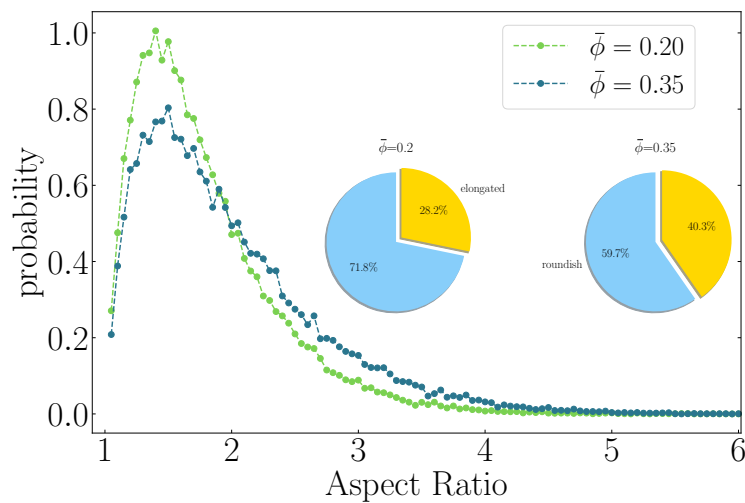 1.0
0.8
0.6
0.4
0.2
0.0
probability
1 2 3 4 5 6
Aspect Ratio
ϕ̄ = 0.20
ϕ̄ = 0.35
ϕ̄=0.2
elongated
28.2%
71.8%
ϕ̄=0.35
40.3%
59.7%
roundish